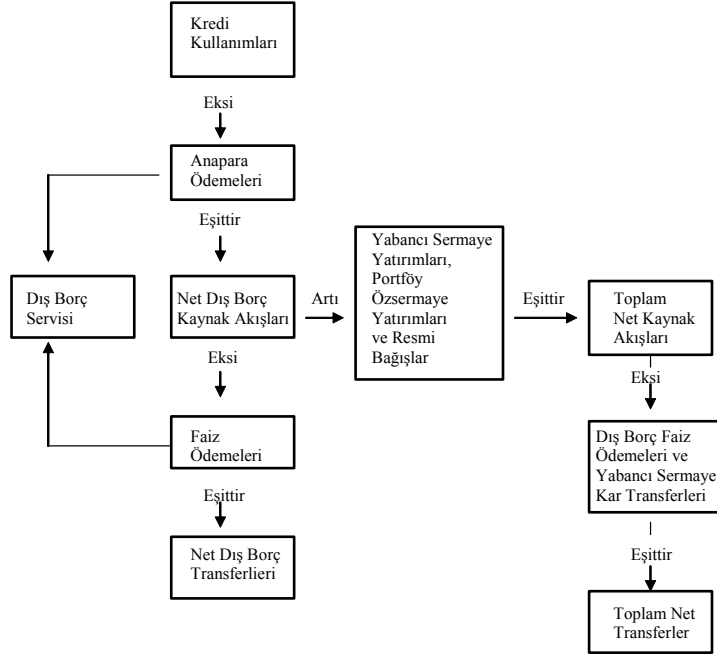 Kredi
Kullanımları
Eksi
Anapara
Ödemeleri
Eşittir
Dış Borç
Servisi
Net Dış Borç
Kaynak Akışları
Artı
Yabancı Sermaye
Yatırımları,
Portföy
Özsermaye
Yatırımları
ve Resmi
Bağışlar
Eşittir
Toplam
Net Kaynak
Akışları
Eksi
Faiz
Ödemeleri
Eşittir
Net Dış Borç
Transferlieri
Eksi
Dış Borç Faiz
Ödemeleri ve
Yabancı Sermaye
Kar Transferleri
Eşittir
Toplam Net
Transferler